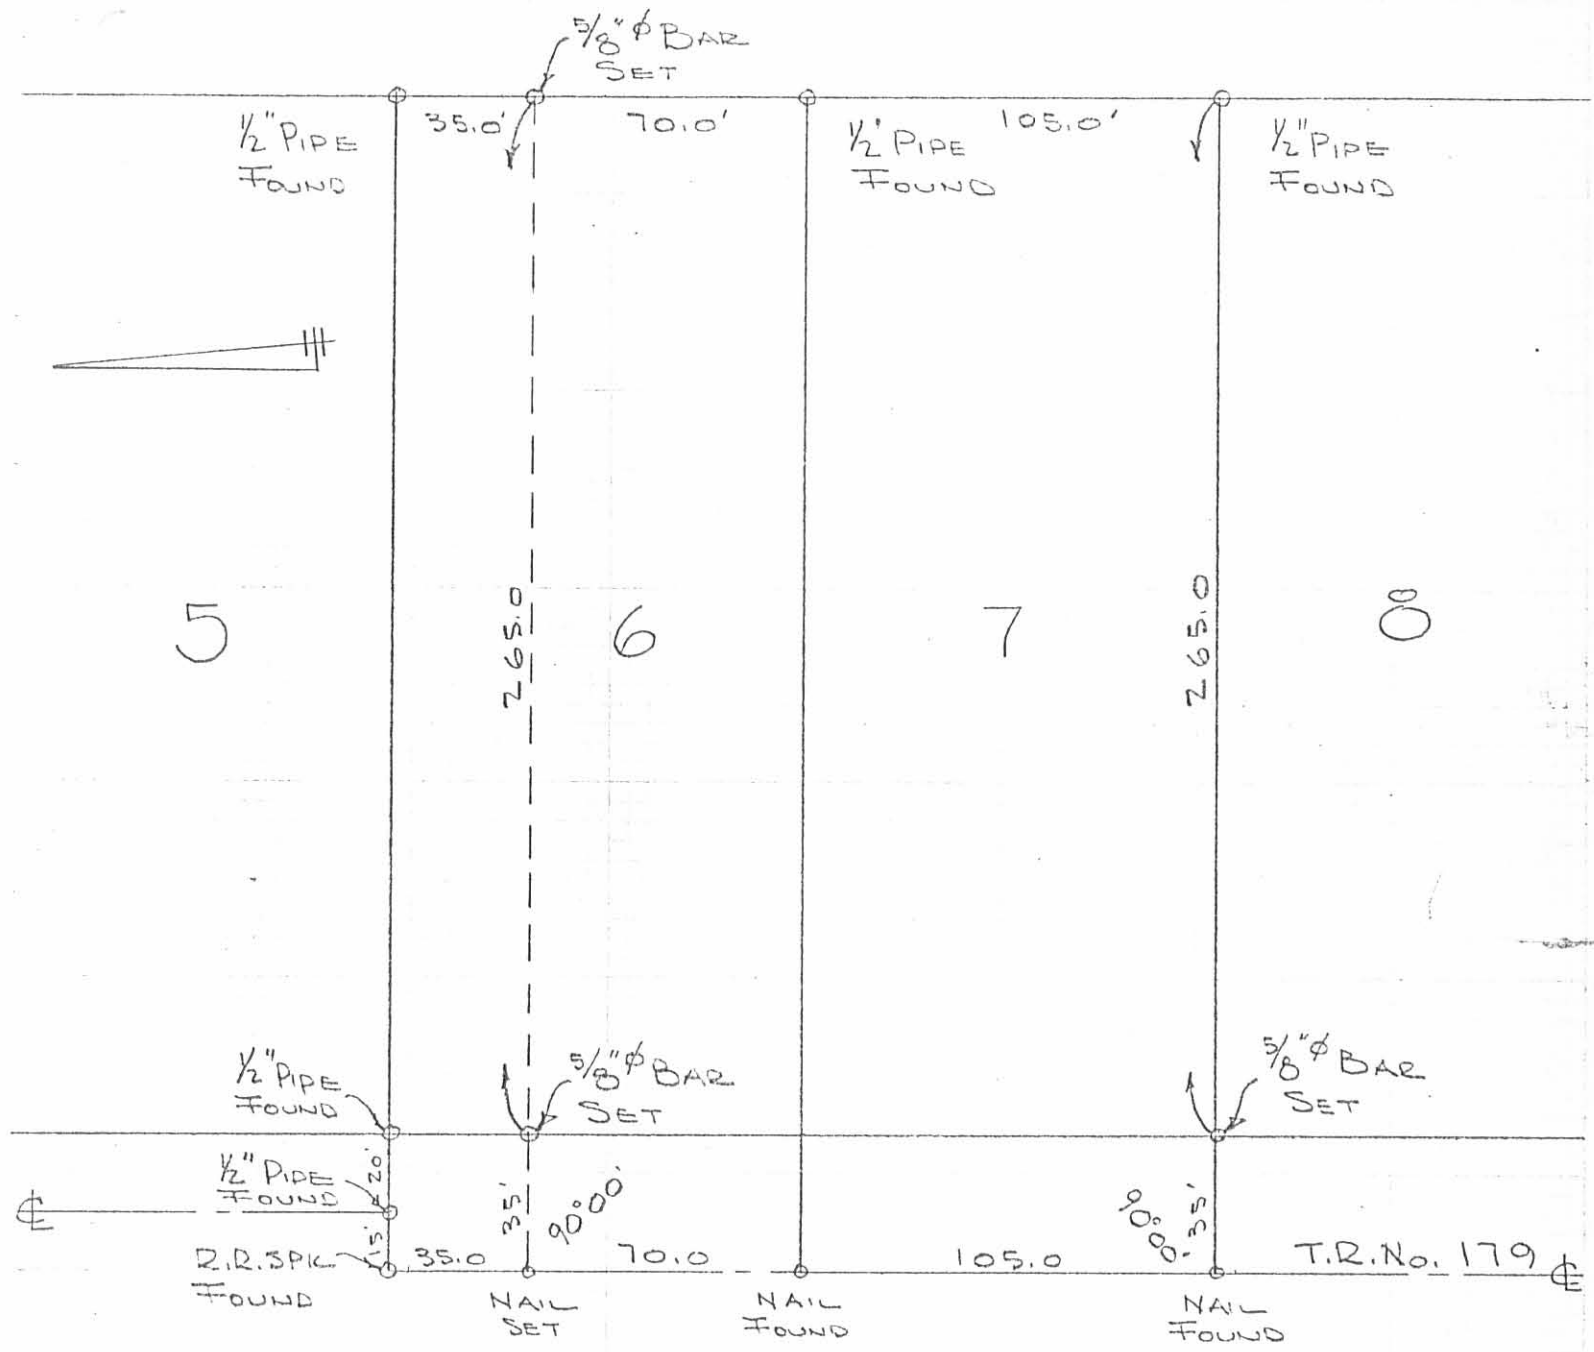 5/8" ⌀ BAR
SET
35.0'
70.0'
105.0'
1/2" PIPE
FOUND
1/2' PIPE
FOUND
1/2" PIPE
FOUND
5
265.0
6
7
265.0
8
1/2" PIPE
FOUND
5/8" ⌀ BAR
SET
5/8" ⌀ BAR
SET
1/2" PIPE
FOUND
20'
35'
90°00'
90°00'
35'
℄
15'
R.R. SPK
FOUND
35.0
70.0
105.0
T.R. No. 179 ℄
NAIL
SET
NAIL
FOUND
NAIL
FOUND